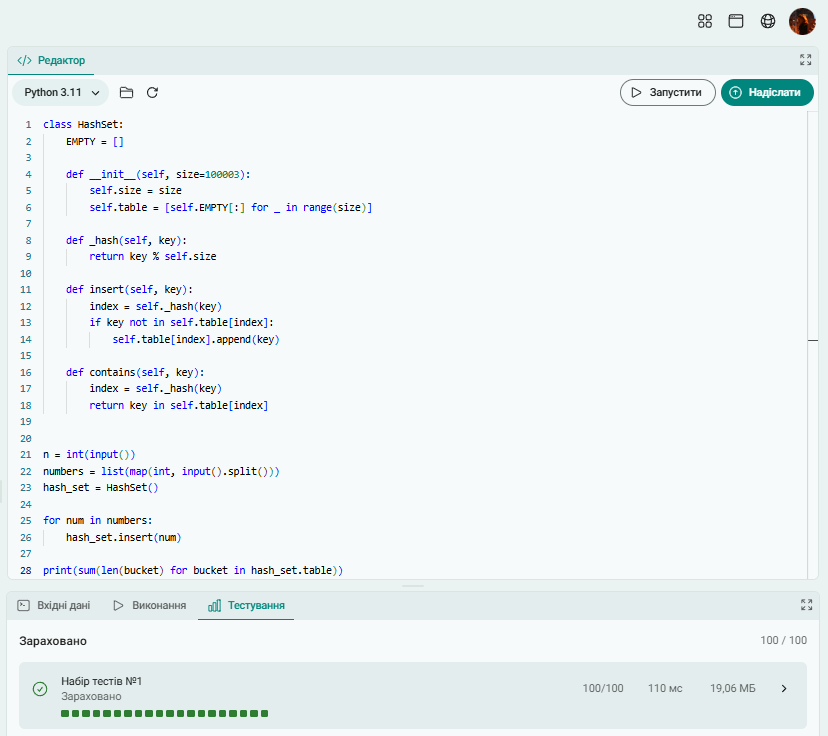 Редактор
Python 3.11
Запустити
Надіслати
1 class HashSet:
2     EMPTY = []
3
4     def __init__(self, size=100003):
5         self.size = size
6         self.table = [self.EMPTY[:] for _ in range(size)]
7
8     def _hash(self, key):
9         return key % self.size
10
11     def insert(self, key):
12         index = self._hash(key)
13         if key not in self.table[index]:
14             self.table[index].append(key)
15
16     def contains(self, key):
17         index = self._hash(key)
18         return key in self.table[index]
19
20
21 n = int(input())
22 numbers = list(map(int, input().split()))
23 hash_set = HashSet()
24
25 for num in numbers:
26     hash_set.insert(num)
27
28 print(sum(len(bucket) for bucket in hash_set.table))
Вхідні дані
Виконання
Тестування
Зараховано
100 / 100
Набір тестів №1
Зараховано
100/100
110 мс
19,06 МБ